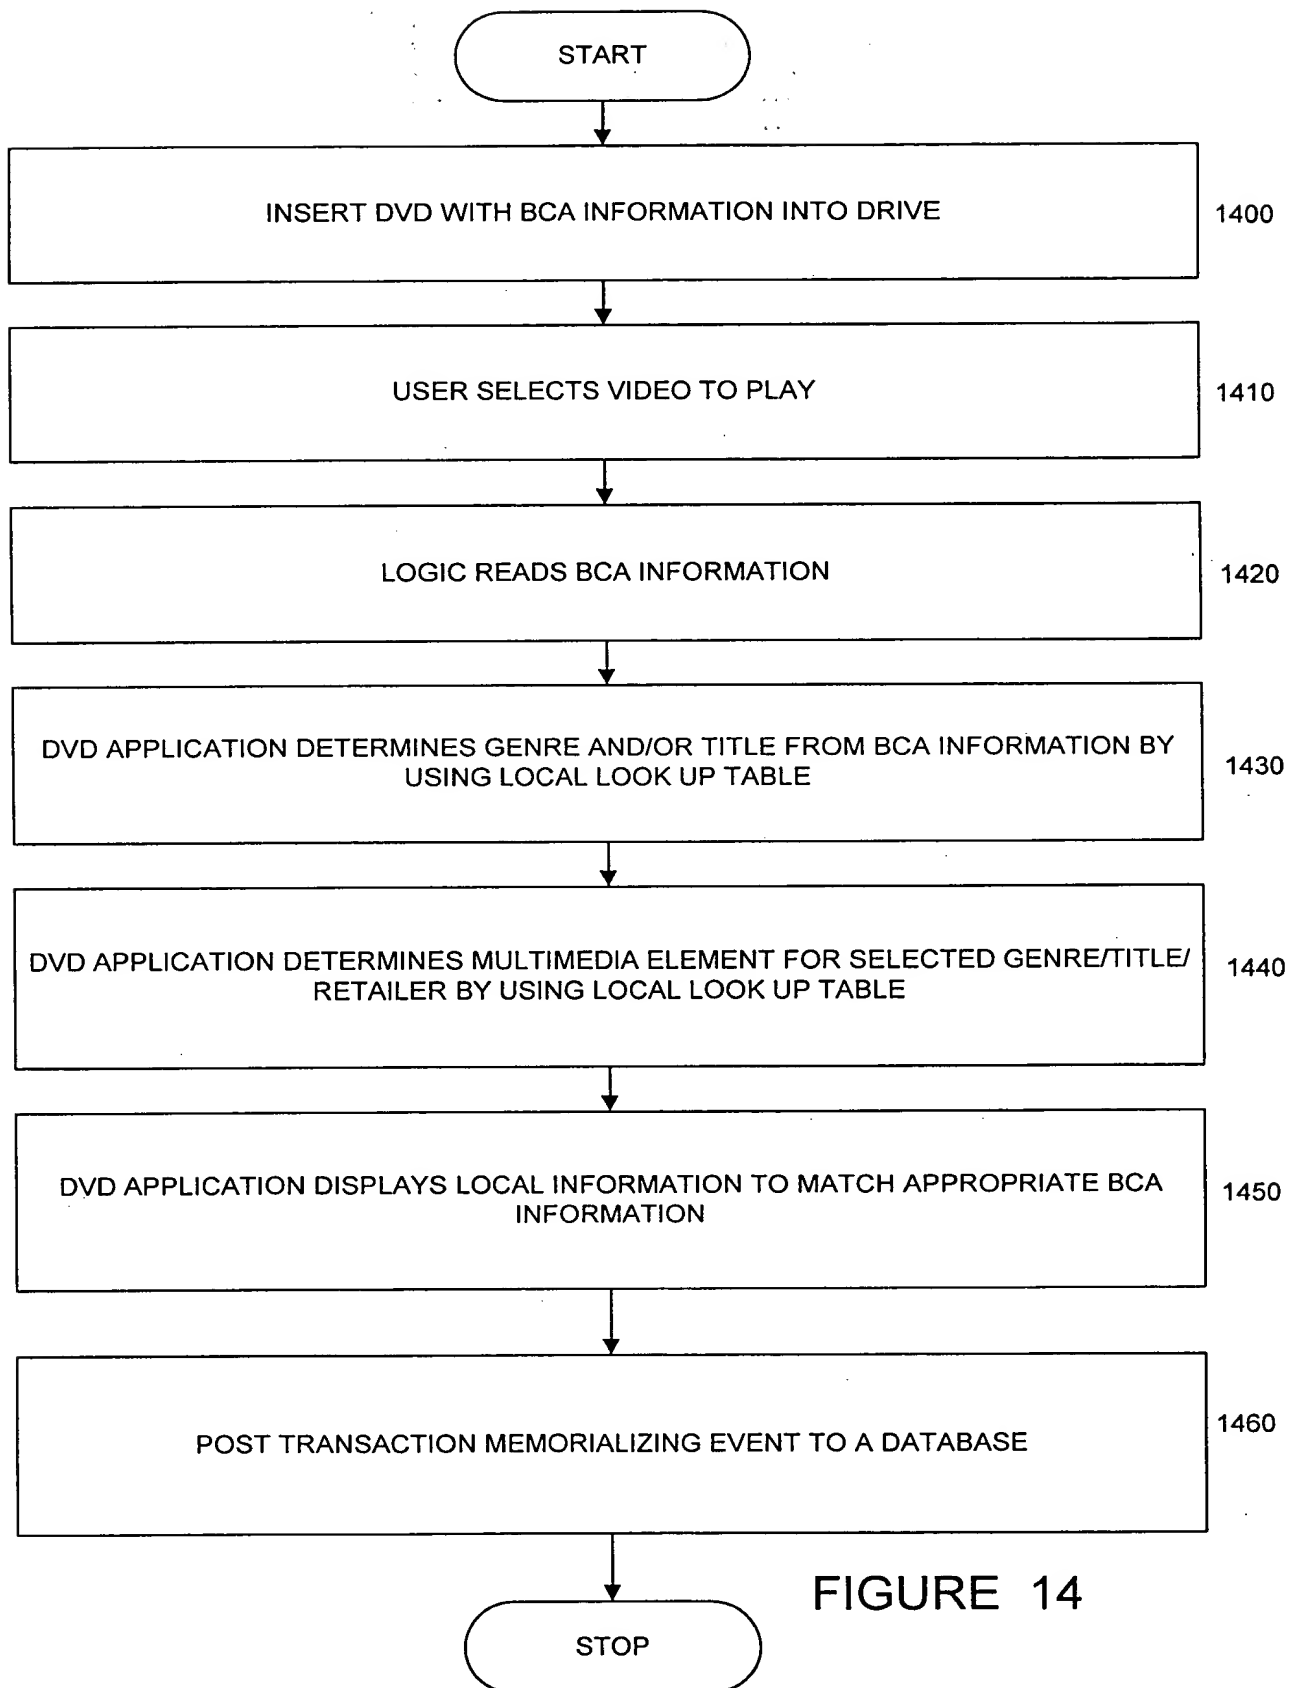 START
INSERT DVD WITH BCA INFORMATION INTO DRIVE
1400
USER SELECTS VIDEO TO PLAY
1410
LOGIC READS BCA INFORMATION
1420
DVD APPLICATION DETERMINES GENRE AND/OR TITLE FROM BCA INFORMATION BY
USING LOCAL LOOK UP TABLE
1430
DVD APPLICATION DETERMINES MULTIMEDIA ELEMENT FOR SELECTED GENRE/TITLE/
RETAILER BY USING LOCAL LOOK UP TABLE
1440
DVD APPLICATION DISPLAYS LOCAL INFORMATION TO MATCH APPROPRIATE BCA
INFORMATION
1450
POST TRANSACTION MEMORIALIZING EVENT TO A DATABASE
1460
FIGURE 14
STOP